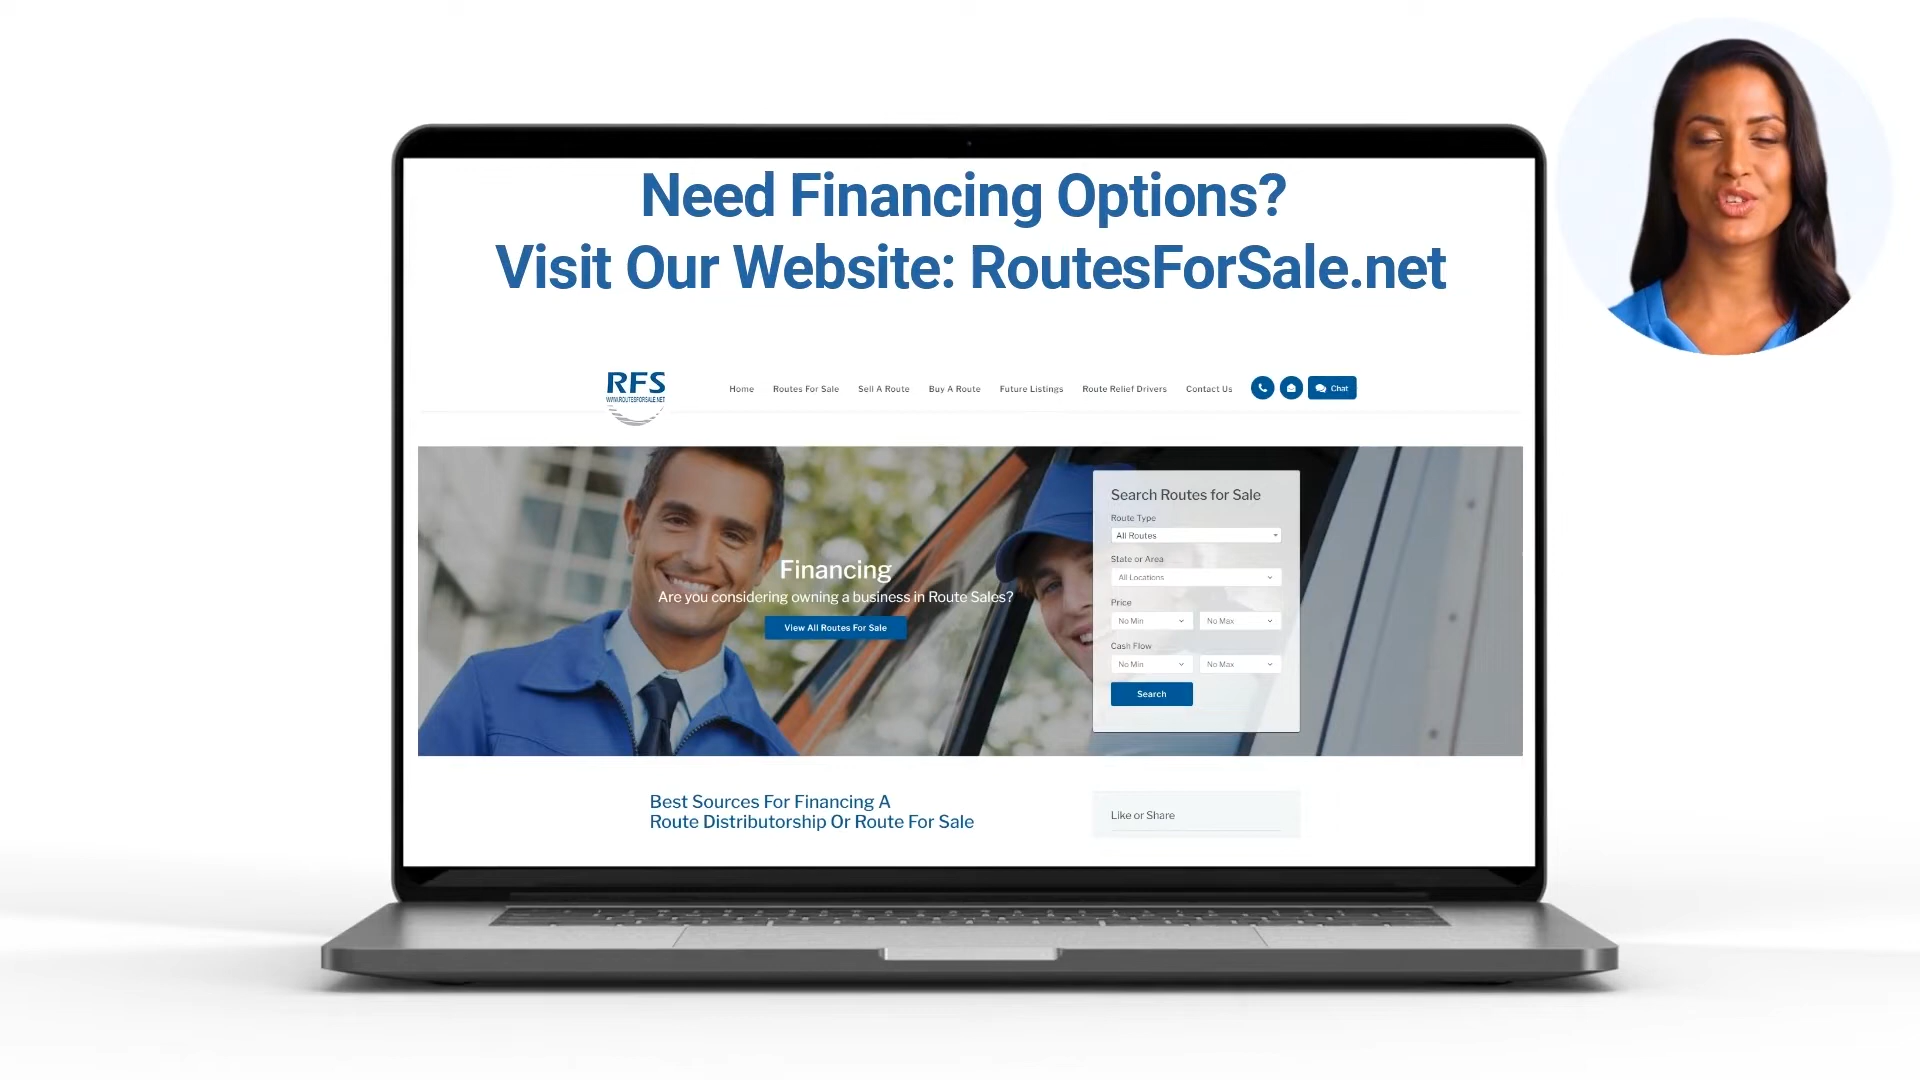 Need Financing Options?
Visit Our Website: RoutesForSale.net
RFS
WWW.ROUTESFORSALE.NET
Home
Routes For Sale
Sell A Route
Buy A Route
Future Listings
Route Relief Drivers
Contact Us
Chat
Financing
Are you considering owning a business in Route Sales?
View All Routes For Sale
Search Routes for Sale
Route Type
All Routes
State or Area
All Locations
Price
No Min
No Max
Cash Flow
No Min
No Max
Search
Best Sources For Financing A
Route Distributorship Or Route For Sale
Like or Share